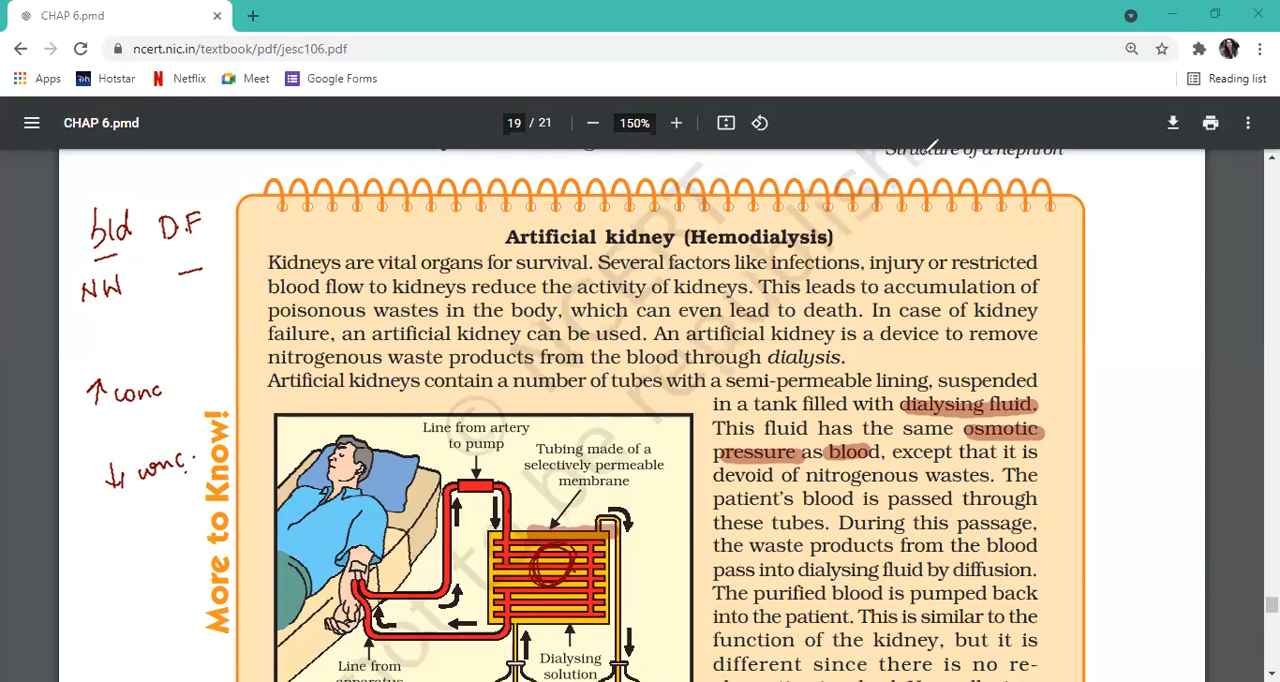 CHAP 6.pmd
ncert.nic.in/textbook/pdf/jesc106.pdf
Apps Hotstar Netflix Meet Google Forms Reading list
CHAP 6.pmd 19 / 21 150%
Structure of a nephron
bld D.F
NW
↑ conc
↓ conc.
More to Know!
Artificial kidney (Hemodialysis)
Kidneys are vital organs for survival. Several factors like infections, injury or restricted
blood flow to kidneys reduce the activity of kidneys. This leads to accumulation of
poisonous wastes in the body, which can even lead to death. In case of kidney
failure, an artificial kidney can be used. An artificial kidney is a device to remove
nitrogenous waste products from the blood through dialysis.
Artificial kidneys contain a number of tubes with a semi-permeable lining, suspended
in a tank filled with dialysing fluid.
This fluid has the same osmotic
pressure as blood, except that it is
devoid of nitrogenous wastes. The
patient's blood is passed through
these tubes. During this passage,
the waste products from the blood
pass into dialysing fluid by diffusion.
The purified blood is pumped back
into the patient. This is similar to the
function of the kidney, but it is
different since there is no re-
Line from artery
to pump
Tubing made of a
selectively permeable
membrane
Line from
apparatus
Dialysing
solution
© NCERT
not to be republished